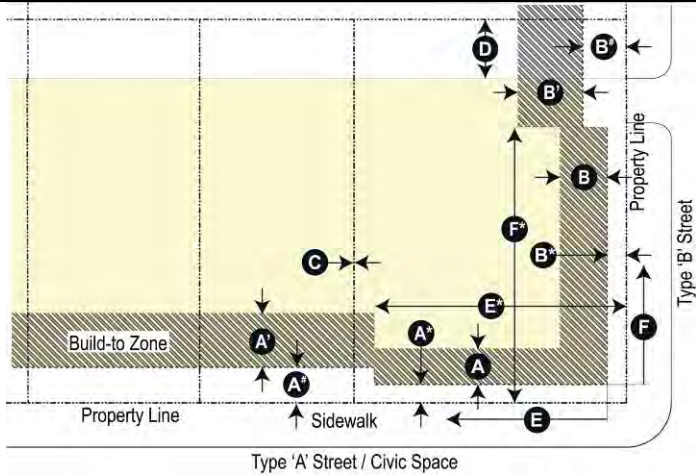 D
B#
B'
B
Property Line
F*
B*
C
Type 'B' Street
E*
F
A*
Build-to Zone
A'
A
A#
Property Line
Sidewalk
E
Type 'A' Street / Civic Space